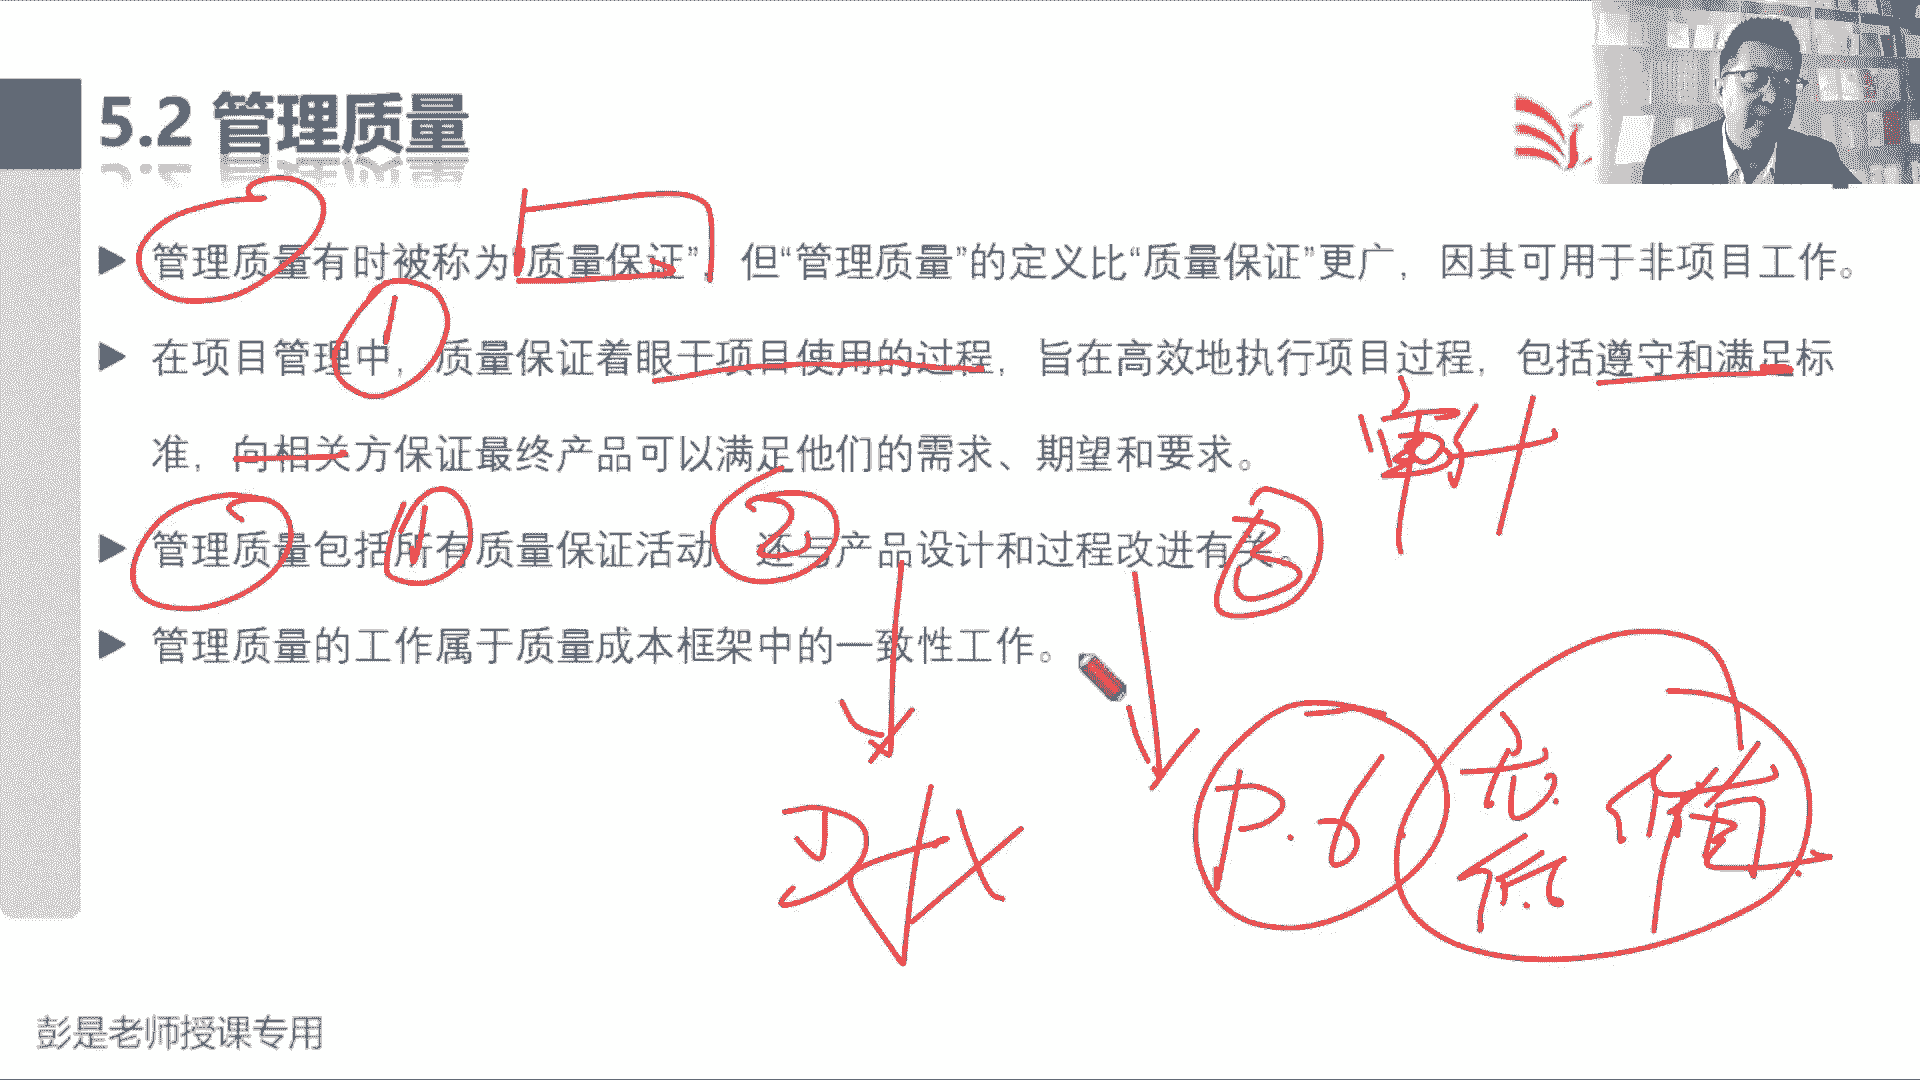 5.2 管理质量
管理质量有时被称为“质量保证”，但“管理质量”的定义比“质量保证”更广，因其可用于非项目工作。
在项目管理中，质量保证着眼于项目使用的过程，旨在高效地执行项目过程，包括遵守和满足标
准，向相关方保证最终产品可以满足他们的需求、期望和要求。
审计
管理质量包括所有质量保证活动，还与产品设计和过程改进有关。
① ② ③
管理质量的工作属于质量成本框架中的一致性工作。
DfX
P.6
彭是老师授课专用